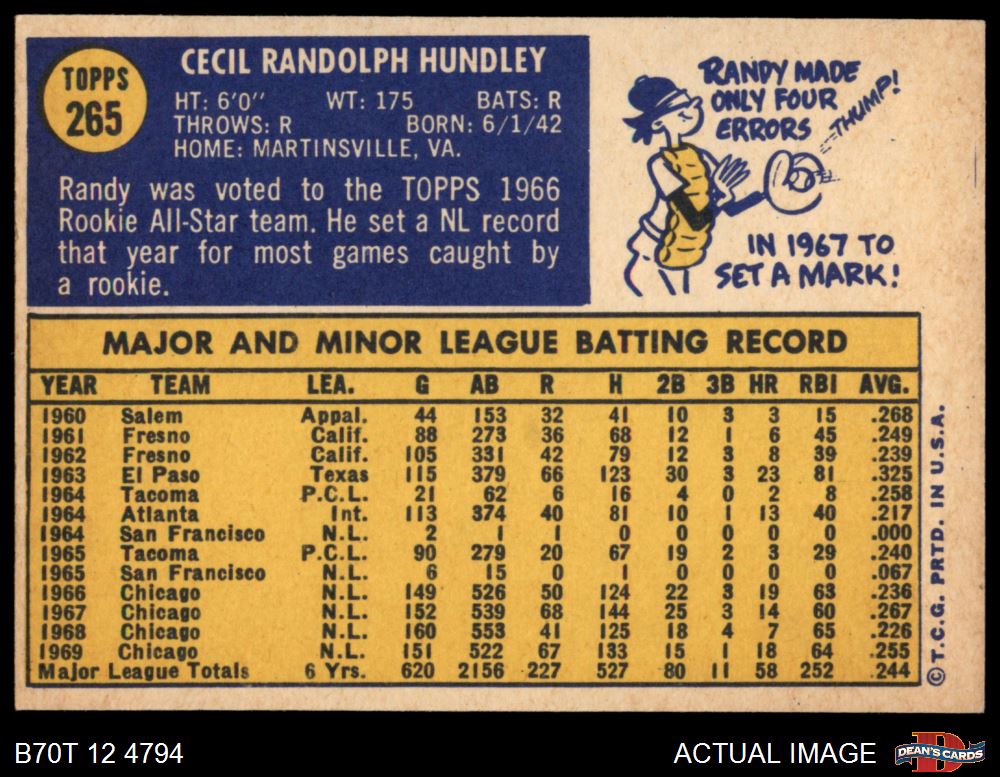 TOPPS
265
CECIL RANDOLPH HUNDLEY
HT: 6'0" WT: 175 BATS: R
THROWS: R BORN: 6/1/42
HOME: MARTINSVILLE, VA.
Randy was voted to the TOPPS 1966
Rookie All-Star team. He set a NL record
that year for most games caught by
a rookie.
RANDY MADE
ONLY FOUR
ERRORS
THUMP!
IN 1967 TO
SET A MARK!
MAJOR AND MINOR LEAGUE BATTING RECORD
YEAR TEAM LEA. G AB R H 2B 3B HR RBI AVG.
1960 Salem Appal. 44 153 32 41 10 3 3 15 .268
1961 Fresno Calif. 88 273 36 68 12 1 6 45 .249
1962 Fresno Calif. 105 331 42 79 12 3 8 39 .239
1963 El Paso Texas 115 379 66 123 30 3 23 81 .325
1964 Tacoma P.C.L. 21 62 6 16 4 0 2 8 .258
1964 Atlanta Int. 113 374 40 81 10 1 13 40 .217
1964 San Francisco N.L. 2 1 1 0 0 0 0 0 .000
1965 Tacoma P.C.L. 90 279 20 67 19 2 3 29 .240
1965 San Francisco N.L. 6 15 0 1 0 0 0 0 .067
1966 Chicago N.L. 149 526 50 124 22 3 19 63 .236
1967 Chicago N.L. 152 539 68 144 25 3 14 60 .267
1968 Chicago N.L. 160 553 41 125 18 4 7 65 .226
1969 Chicago N.L. 151 522 67 133 15 1 18 64 .255
Major League Totals 6 Yrs. 620 2156 227 527 80 11 58 252 .244
© T.C.G. PRTD. IN U.S.A.
B70T 12 4794
ACTUAL IMAGE
DEAN'S CARDS